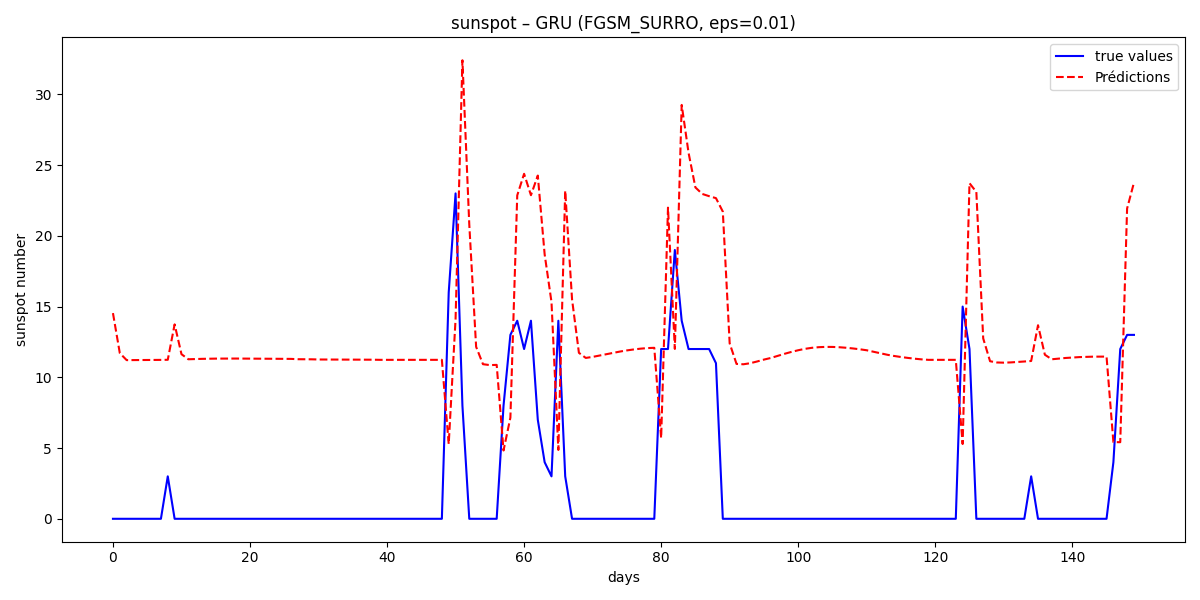 sunspot – GRU (FGSM_SURRO, eps=0.01)
true values
Prédictions
sunspot number
30
25
20
15
10
5
0
0 20 40 60 80 100 120 140
days